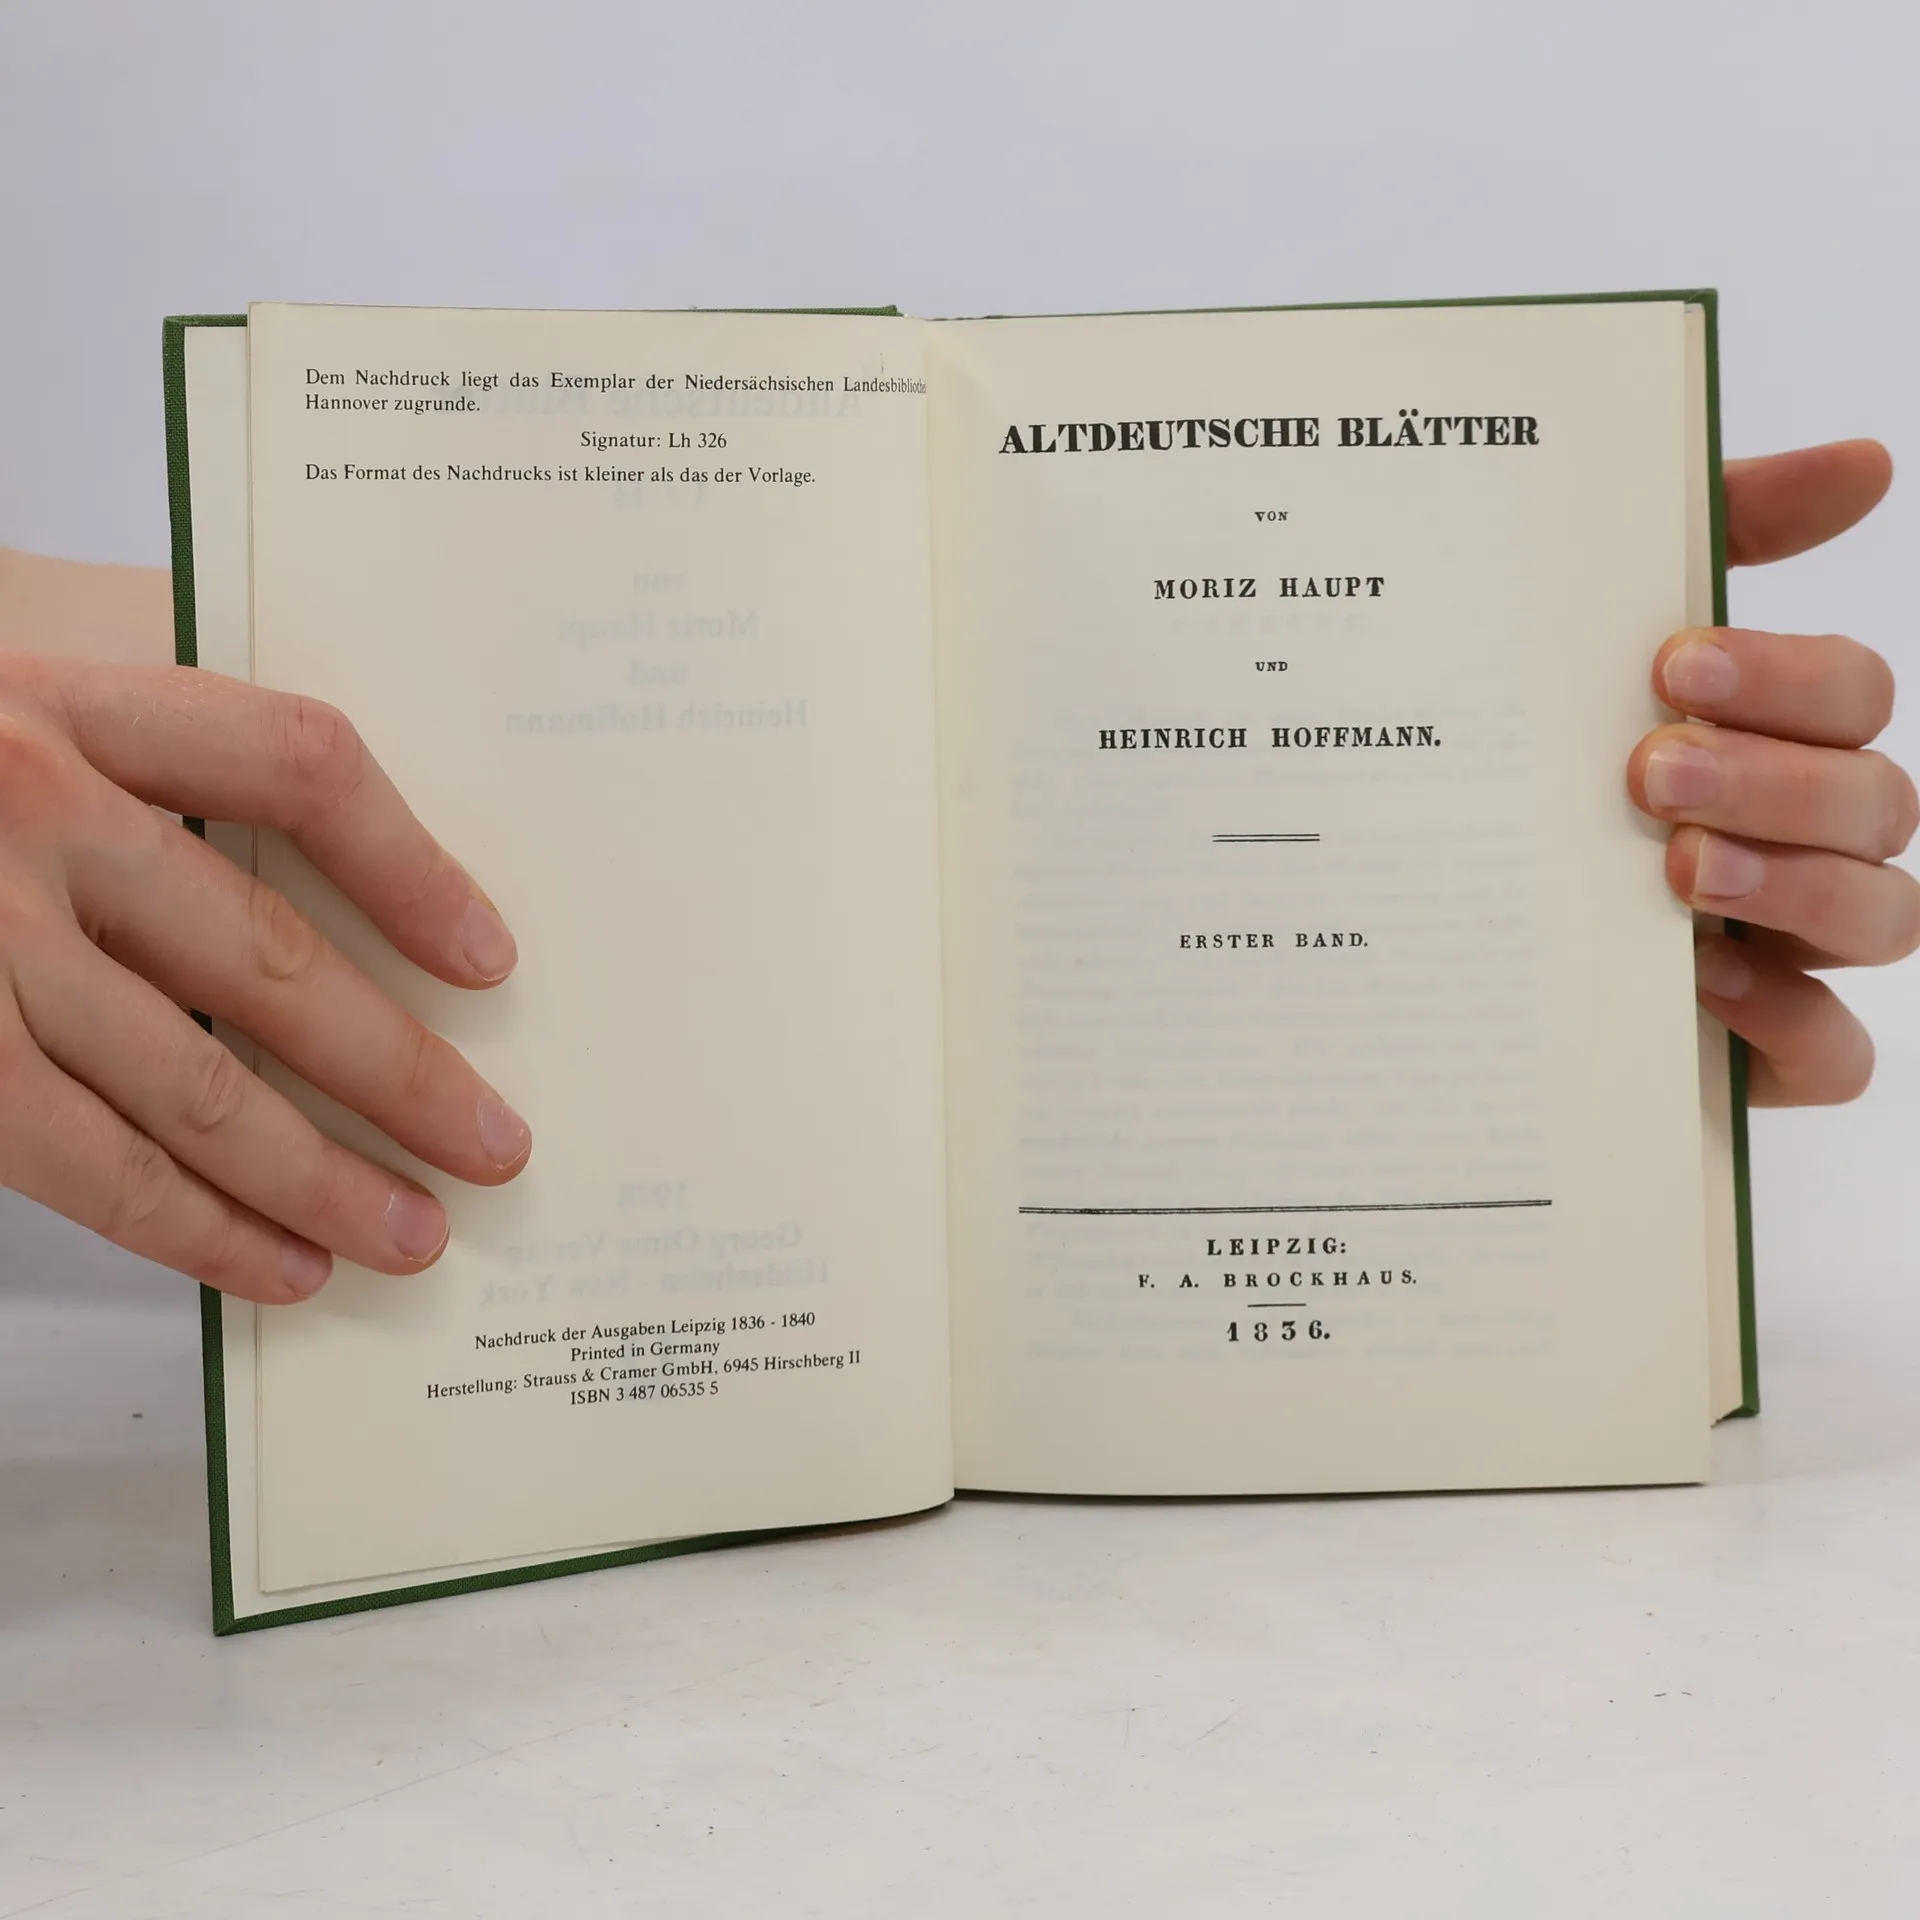 Dem Nachdruck liegt das Exemplar der Niedersächsischen Landesbibliothek
Hannover zugrunde.
Signatur: Lh 326
Das Format des Nachdrucks ist kleiner als das der Vorlage.
Nachdruck der Ausgaben Leipzig 1836 - 1840
Printed in Germany
Herstellung: Strauss & Cramer GmbH, 6945 Hirschberg II
ISBN 3 487 06535 5
ALTDEUTSCHE BLÄTTER
VON
MORIZ HAUPT
UND
HEINRICH HOFFMANN.
ERSTER BAND.
LEIPZIG:
F. A. BROCKHAUS.
1836.